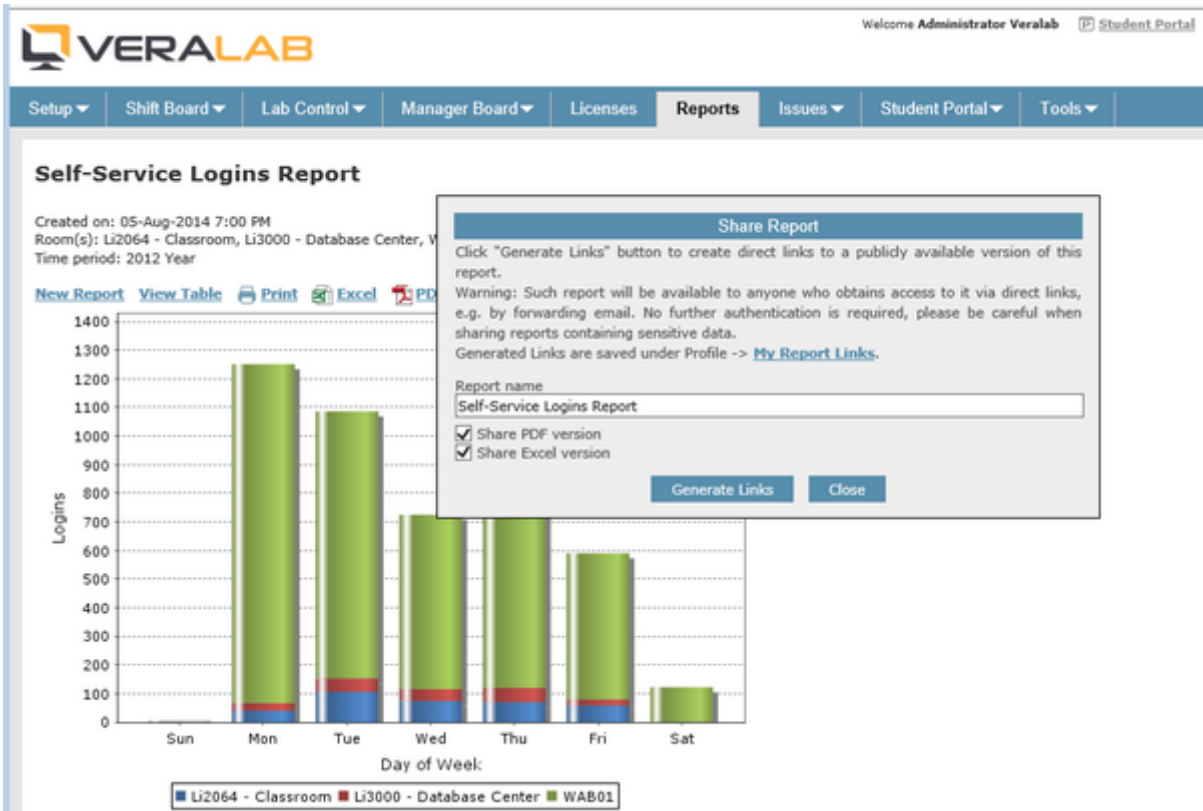 VERALAB
Welcome Administrator Veralab Student Portal
Setup Shift Board Lab Control Manager Board Licenses Reports Issues Student Portal Tools
Self-Service Logins Report
Created on: 05-Aug-2014 7:00 PM
Room(s): Li2064 - Classroom, Li3000 - Database Center,
Time period: 2012 Year
New Report View Table Print Excel
Share Report
Click "Generate Links" button to create direct links to a publicly available version of this
report.
Warning: Such report will be available to anyone who obtains access to it via direct links,
e.g. by forwarding email. No further authentication is required, please be careful when
sharing reports containing sensitive data.
Generated Links are saved under Profile -> My Report Links.
Report name
Self-Service Logins Report
Share PDF version
Share Excel version
Generate Links Close
1400
1300
1200
1100
1000
900
800
700
600
500
400
300
200
100
0
Logins
Sun Mon Tue Wed Thu Fri Sat
Day of Week
Li2064 - Classroom Li3000 - Database Center WAB01